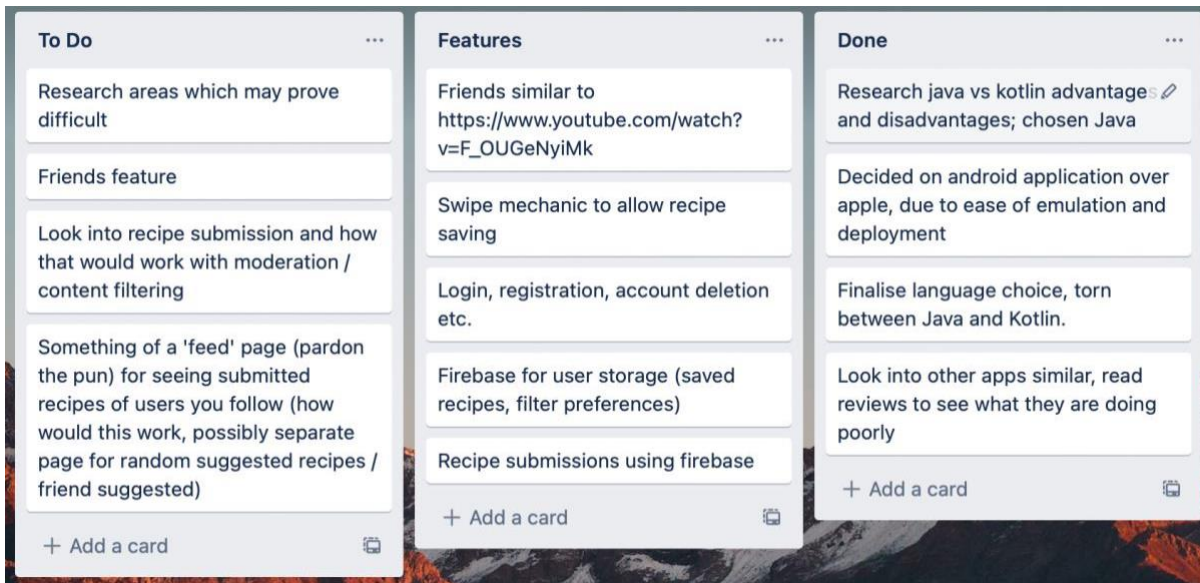 To Do
Research areas which may prove
difficult
Friends feature
Look into recipe submission and how
that would work with moderation /
content filtering
Something of a 'feed' page (pardon
the pun) for seeing submitted
recipes of users you follow (how
would this work, possibly separate
page for random suggested recipes /
friend suggested)
+ Add a card
Features
Friends similar to
https://www.youtube.com/watch?
v=F_OUGeNyiMk
Swipe mechanic to allow recipe
saving
Login, registration, account deletion
etc.
Firebase for user storage (saved
recipes, filter preferences)
Recipe submissions using firebase
+ Add a card
Done
Research java vs kotlin advantages
and disadvantages; chosen Java
Decided on android application over
apple, due to ease of emulation and
deployment
Finalise language choice, torn
between Java and Kotlin.
Look into other apps similar, read
reviews to see what they are doing
poorly
+ Add a card